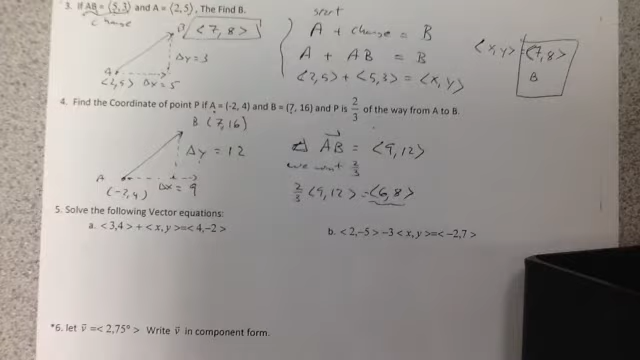 3. If AB = ⟨5, 3⟩ and A = ⟨2, 5⟩, The Find B.
change
B ⟨7, 8⟩
Δy = 3
A
⟨2,5⟩ Δx = 5
start
A + change = B
A + AB = B
⟨2,5⟩ + ⟨5,3⟩ = ⟨x,y⟩
⟨x,y⟩ = ⟨7,8⟩
B
4. Find the Coordinate of point P if A = (-2, 4) and B = (7, 16) and P is 2/3 of the way from A to B.
B (7,16)
Δy = 12
A
(-2,4) Δx = 9
AB = ⟨9,12⟩
we want 2/3
2/3 ⟨9,12⟩ = ⟨6,8⟩
5. Solve the following Vector equations:
a. < 3,4 > + < x, y >=< 4, −2 >
b. < 2, −5 > −3 < x, y >=< −2,7 >
*6. let v⃗ =< 2,75° > Write v⃗ in component form.